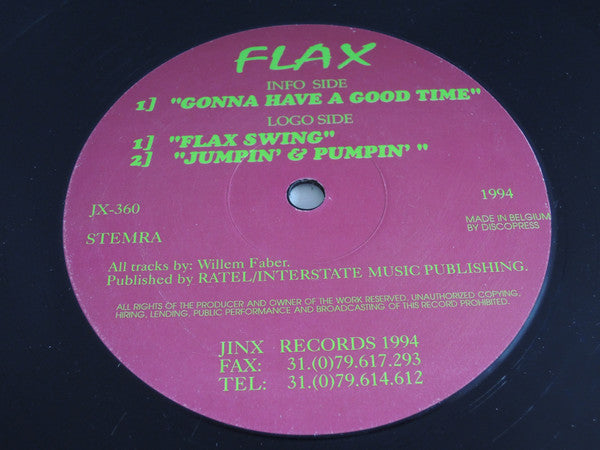 FLAX
INFO SIDE
1] "GONNA HAVE A GOOD TIME"
LOGO SIDE
1] "FLAX SWING"
2] "JUMPIN' & PUMPIN' "
JX-360
1994
STEMRA
MADE IN BELGIUM
BY DISCOPRESS
All tracks by: Willem Faber.
Published by RATEL/INTERSTATE MUSIC PUBLISHING.
ALL RIGHTS OF THE PRODUCER AND OWNER OF THE WORK RESERVED. UNAUTHORIZED COPYING,
HIRING, LENDING, PUBLIC PERFORMANCE AND BROADCASTING OF THIS RECORD PROHIBITED.
JINX RECORDS 1994
FAX: 31.(0)79.617.293
TEL: 31.(0)79.614.612